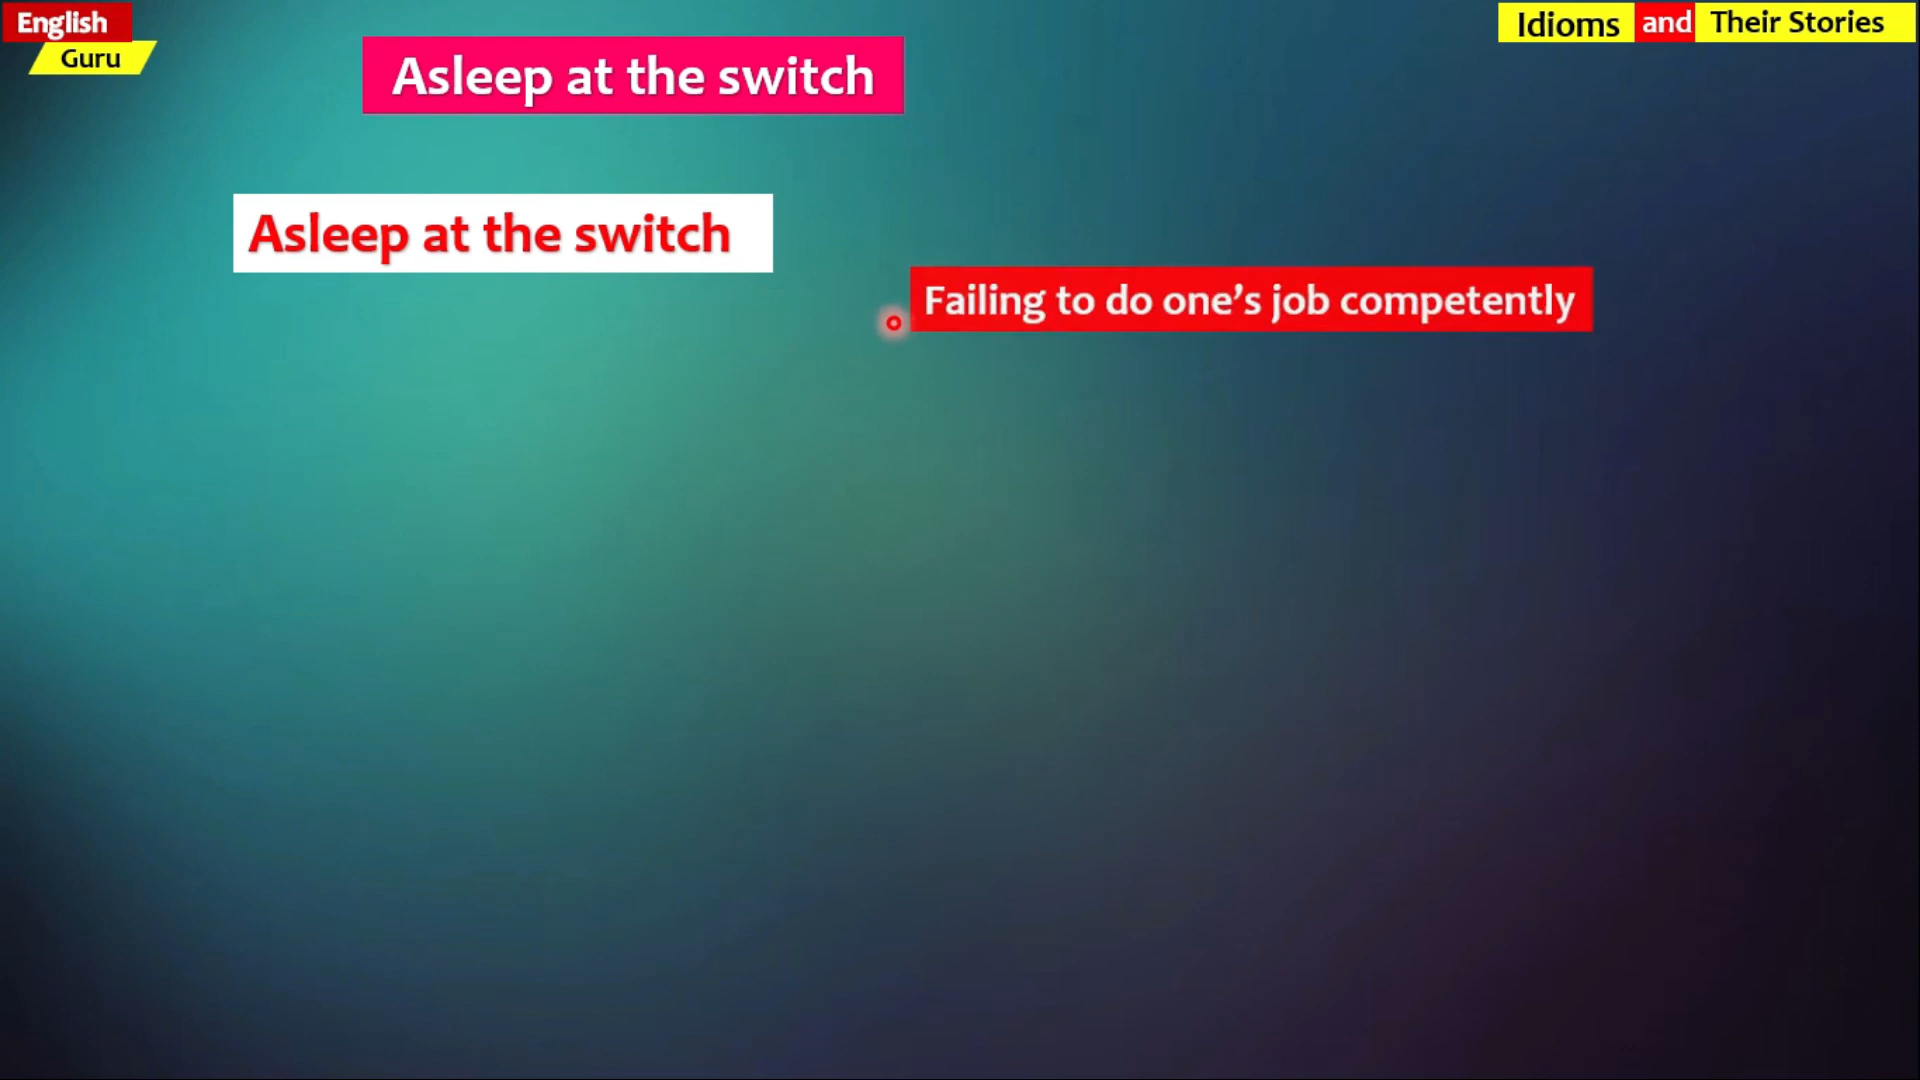 English
Guru
Idioms and Their Stories
Asleep at the switch
Asleep at the switch
Failing to do one’s job competently